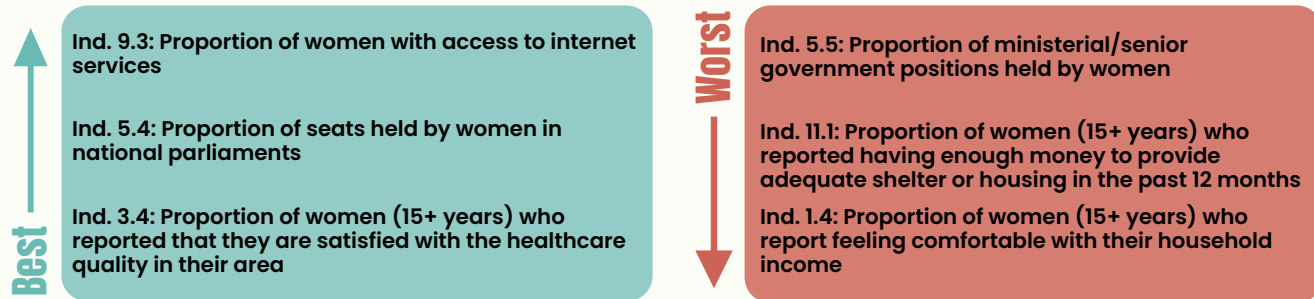 Best
Ind. 9.3: Proportion of women with access to internet
services
Ind. 5.4: Proportion of seats held by women in
national parliaments
Ind. 3.4: Proportion of women (15+ years) who
reported that they are satisfied with the healthcare
quality in their area
Worst
Ind. 5.5: Proportion of ministerial/senior
government positions held by women
Ind. 11.1: Proportion of women (15+ years) who
reported having enough money to provide
adequate shelter or housing in the past 12 months
Ind. 1.4: Proportion of women (15+ years) who
report feeling comfortable with their household
income